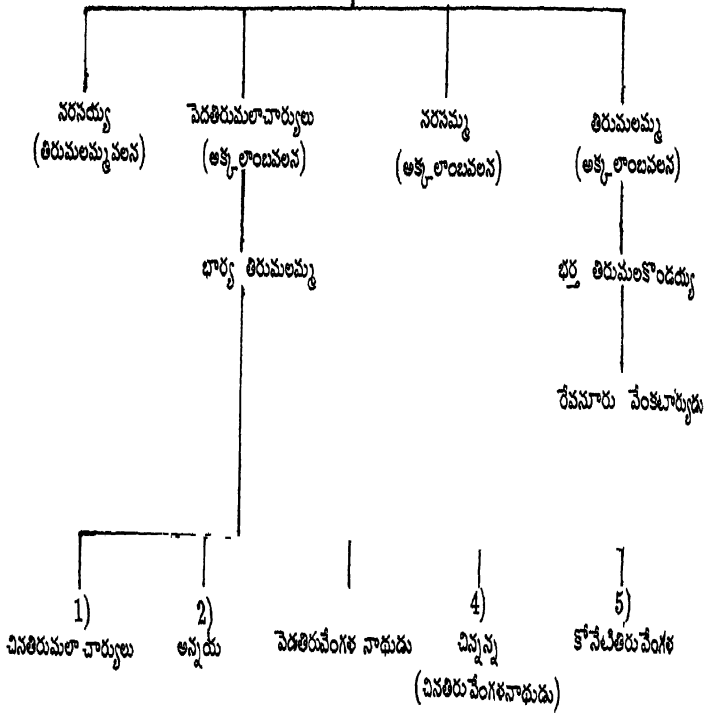 నరసయ్య పెదతిరుమలాచార్యులు నరసమ్మ తిరుమలమ్మ
(తిరుమలమ్మవలన) (అక్కలాంబవలన) (అక్కలాంబవలన) (అక్కలాంబవలన)
భార్య తిరుమలమ్మ భర్త తిరుమలకొండయ్య
రేవనూరు వేంకటార్యుడు
1) 2) 4) 5)
చినతిరుమలాచార్యులు అన్నయ పెదతిరువేంగళ నాథుడు చిన్నన్న కోనేటితిరువేంగళ
(చినతిరువేంగళనాథుడు)